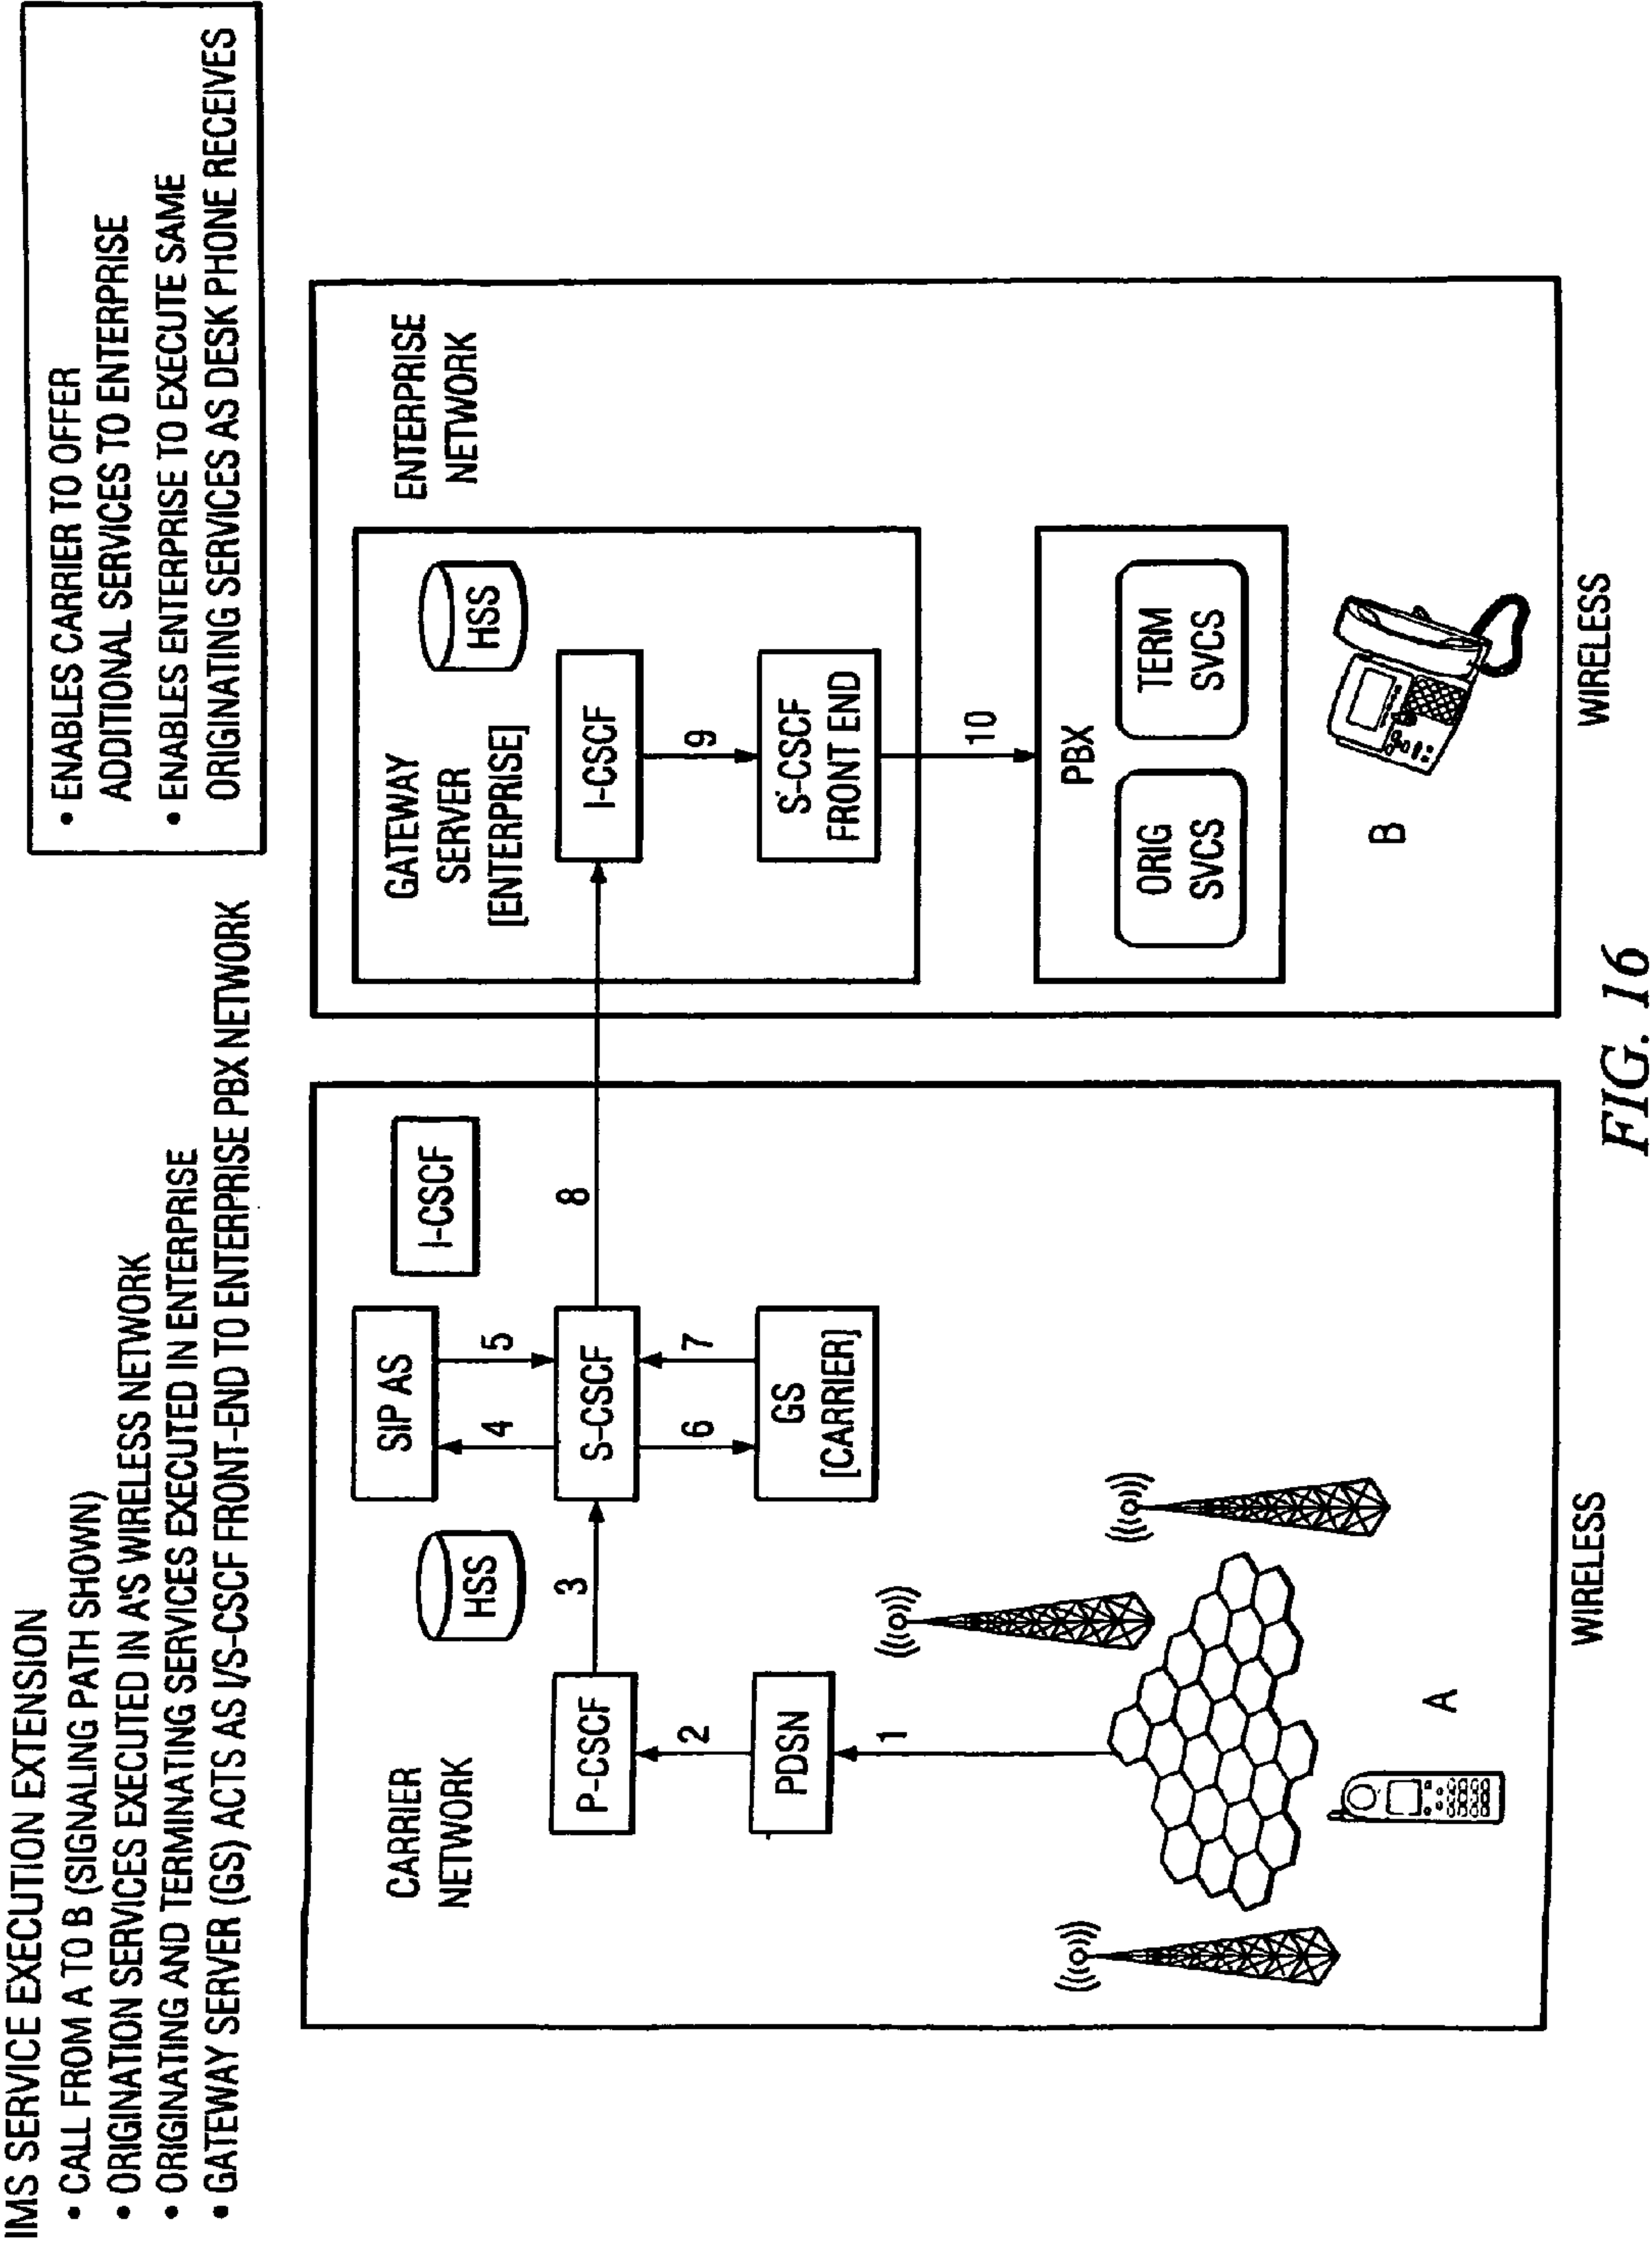 IMS SERVICE EXECUTION EXTENSION
• CALL FROM A TO B (SIGNALING PATH SHOWN)
• ORIGINATION SERVICES EXECUTED IN AS WIRELESS NETWORK
• ORIGINATING AND TERMINATING SERVICES EXECUTED IN ENTERPRISE
• GATEWAY SERVER (GS) ACTS AS I/S-CSCF FRONT-END TO ENTERPRISE PBX NETWORK
• ENABLES CARRIER TO OFFER
ADDITIONAL SERVICES TO ENTERPRISE
• ENABLES ENTERPRISE TO EXECUTE SAME
ORIGINATING SERVICES AS DESK PHONE RECEIVES
CARRIER
NETWORK
HSS
SIP AS
I-CSCF
4
5
P-CSCF
3
S-CSCF
8
2
6
7
PDSN
GS
[CARRIER]
1
A
WIRELESS
ENTERPRISE
NETWORK
GATEWAY
SERVER
[ENTERPRISE]
HSS
I-CSCF
9
S-CSCF
FRONT END
10
PBX
ORIG
SVCS
TERM
SVCS
B
WIRELESS
FIG. 16